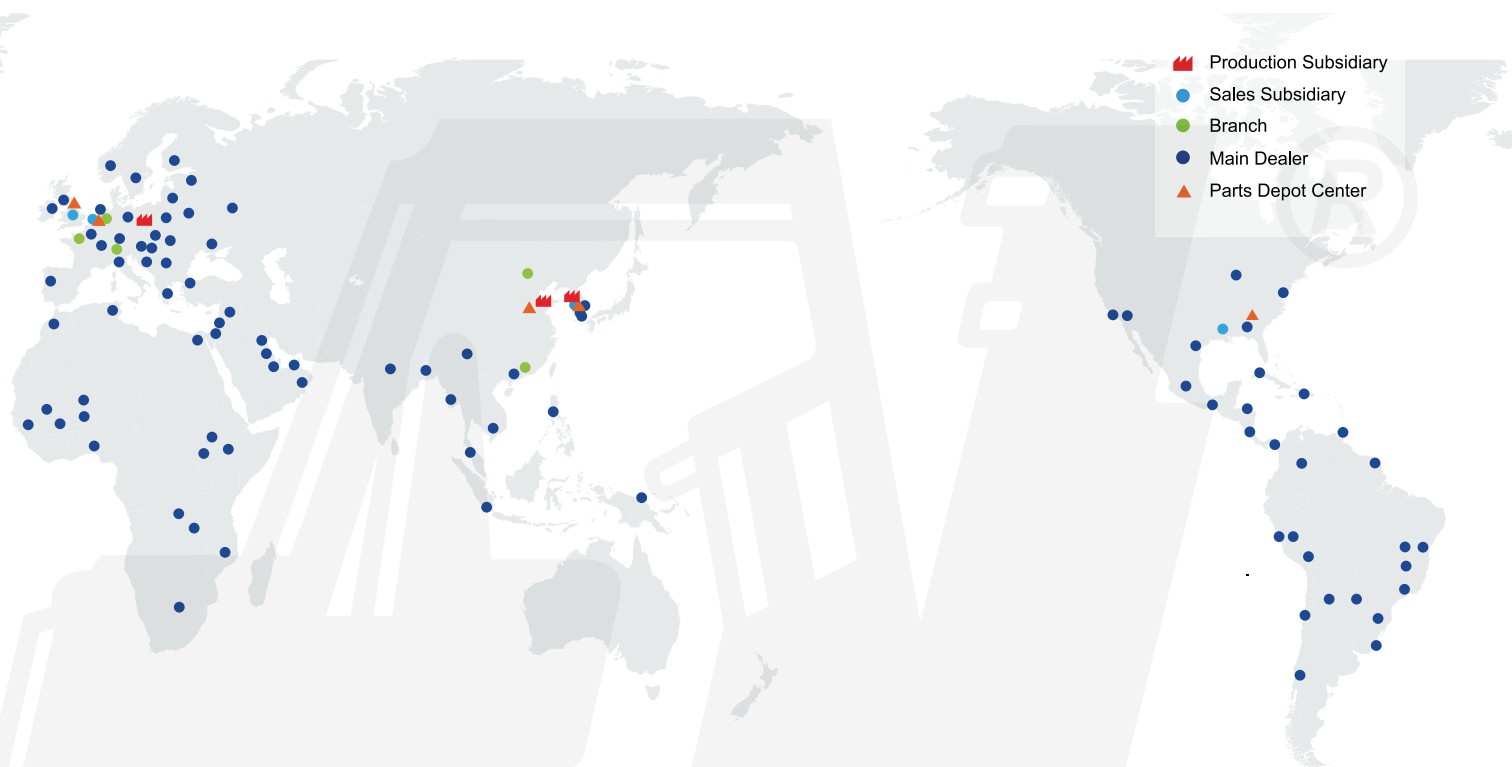 Production Subsidiary
Sales Subsidiary
Branch
Main Dealer
Parts Depot Center
®